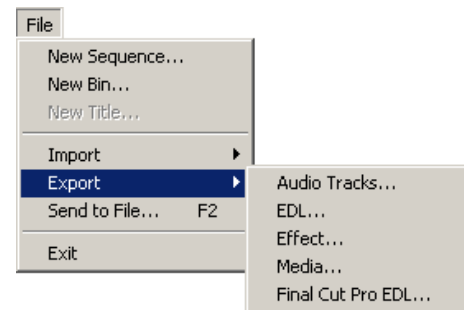 File
New Sequence...
New Bin...
New Title...
Import
Export
Send to File... F2
Exit
Audio Tracks...
EDL...
Effect...
Media...
Final Cut Pro EDL...